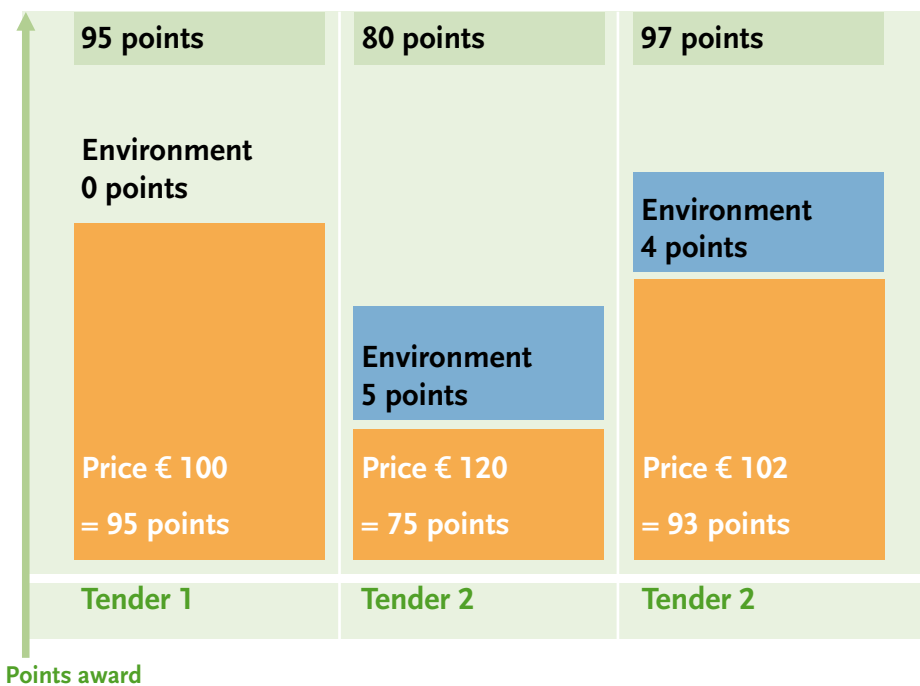 95 points
Environment
0 points
Price € 100
= 95 points
Tender 1
80 points
Environment
5 points
Price € 120
= 75 points
Tender 2
97 points
Environment
4 points
Price € 102
= 93 points
Tender 2
Points award